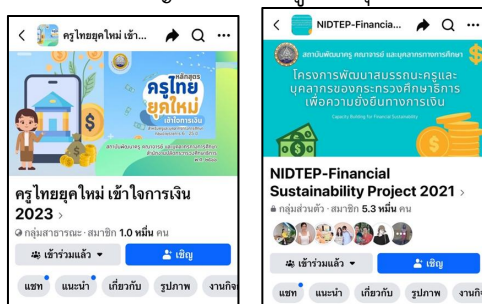 ครูไทยยุคใหม่ เข้า...
หลักสูตร
ครูไทย
ยุคใหม่
เข้าใจการเงิน
ครูไทยยุคใหม่ เข้าใจการเงิน
2023 >
กลุ่มสาธารณะ · สมาชิก 1.0 หมื่น คน
เข้าร่วมแล้ว
เชิญ
แชท
แนะนำ
เกี่ยวกับ
รูปภาพ
งานกิจ
NIDTEP-Financia...
สถาบันพัฒนาครู คณาจารย์ และบุคลากรทางการศึกษา
โครงการพัฒนาสมรรถนะครูและ
บุคลากรของกระทรวงศึกษาธิการ
เพื่อความยั่งยืนทางการเงิน
Capacity Building for Financial Sustainability
NIDTEP-Financial
Sustainability Project 2021 >
กลุ่มส่วนตัว · สมาชิก 5.3 หมื่น คน
เข้าร่วมแล้ว
เชิญ
แชท
แนะนำ
เกี่ยวกับ
รูปภาพ
งานกิ